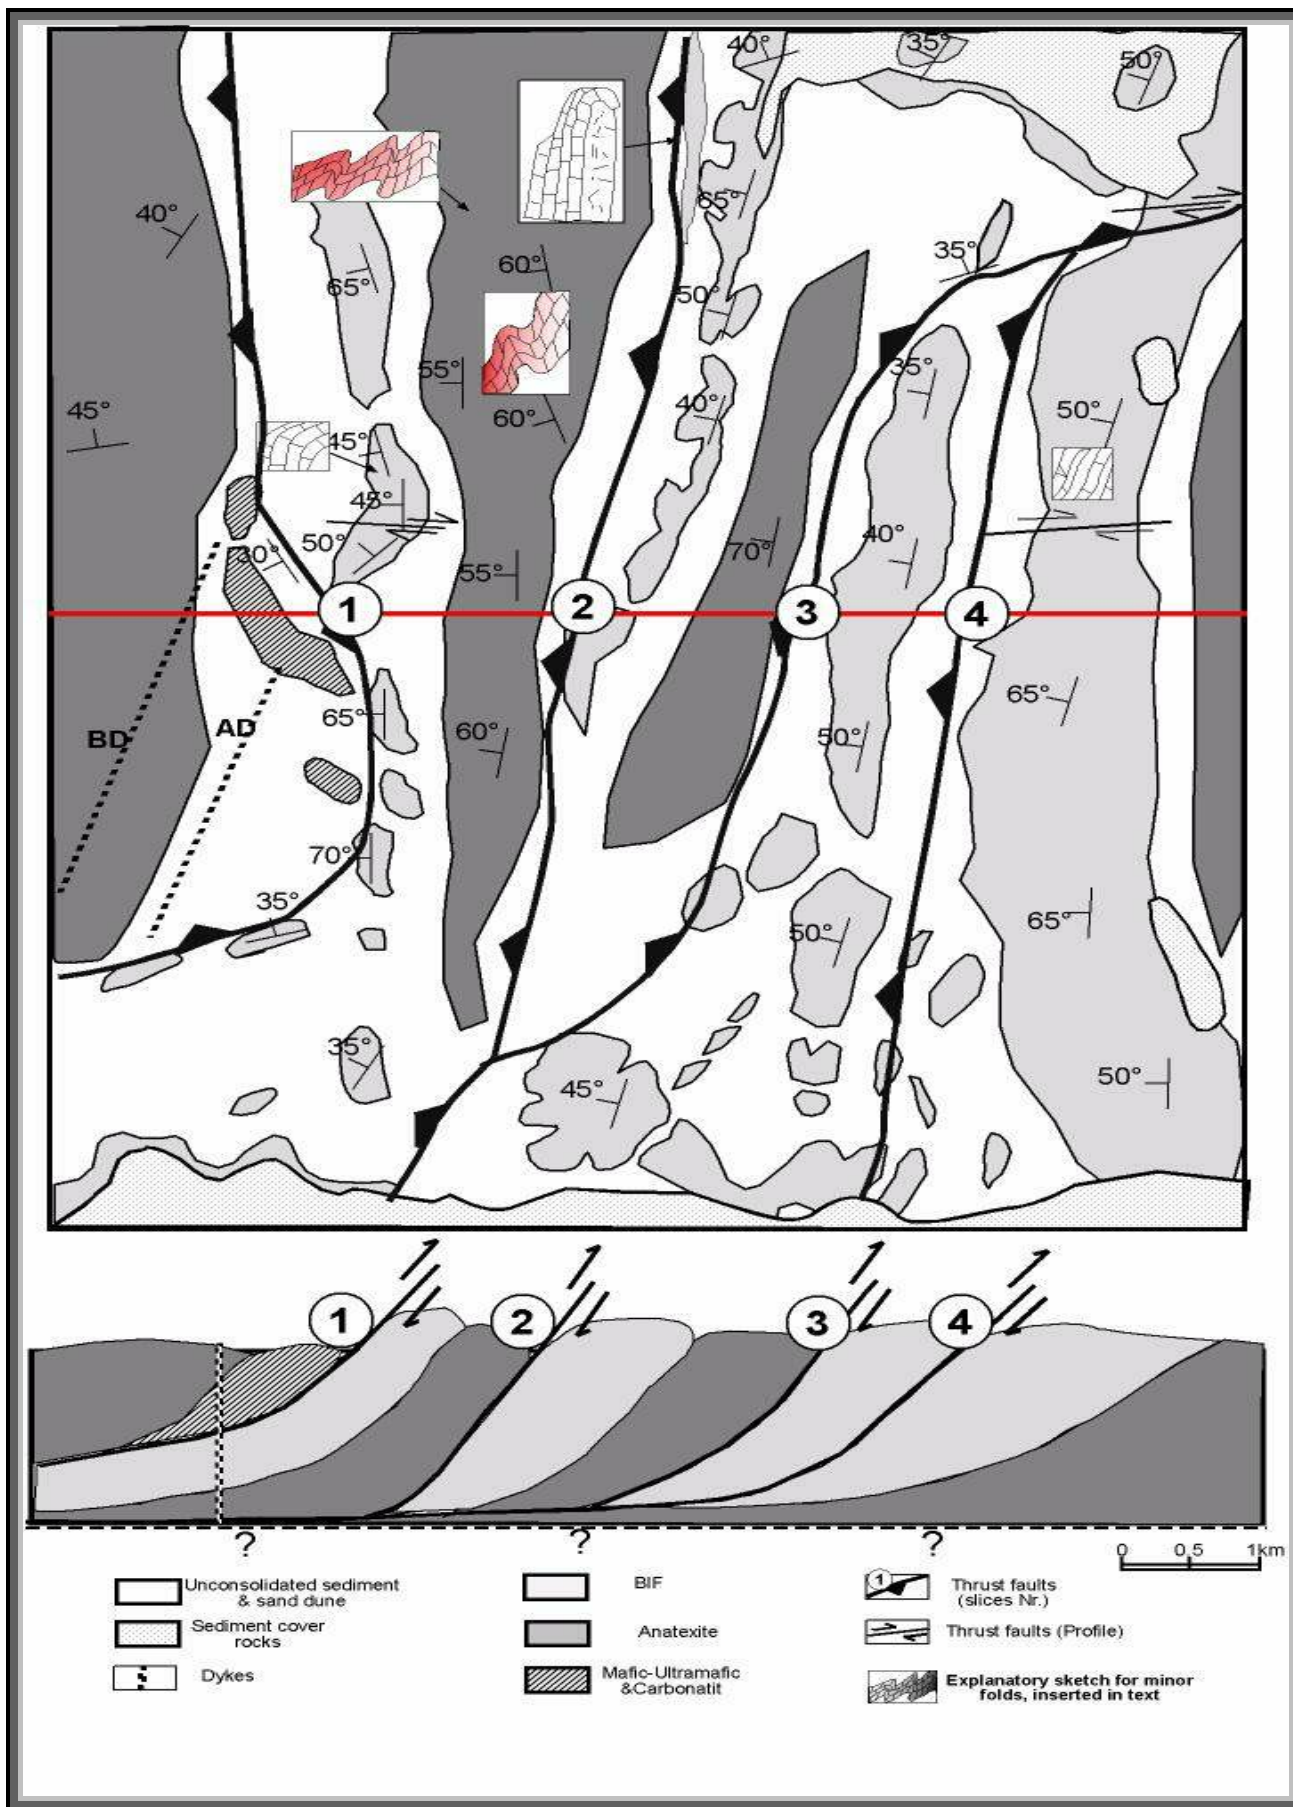 40°
35°
50°
40°
65°
35°
60°
65°
50°
55°
35°
45°
40°
50°
60°
45°
45°
50°
40°
30°
70°
55°
1
2
3
4
65°
65°
BD
AD
60°
50°
70°
35°
65°
50°
35°
50°
45°
1
2
3
4
?
?
?
0
0,5
1km
Unconsolidated sediment
& sand dune
BIF
1
Thrust faults
(slices Nr.)
Sediment cover
rocks
Anatexite
Thrust faults (Profile)
Dykes
Mafic-Ultramafic
&Carbonatit
Explanatory sketch for minor
folds, inserted in text